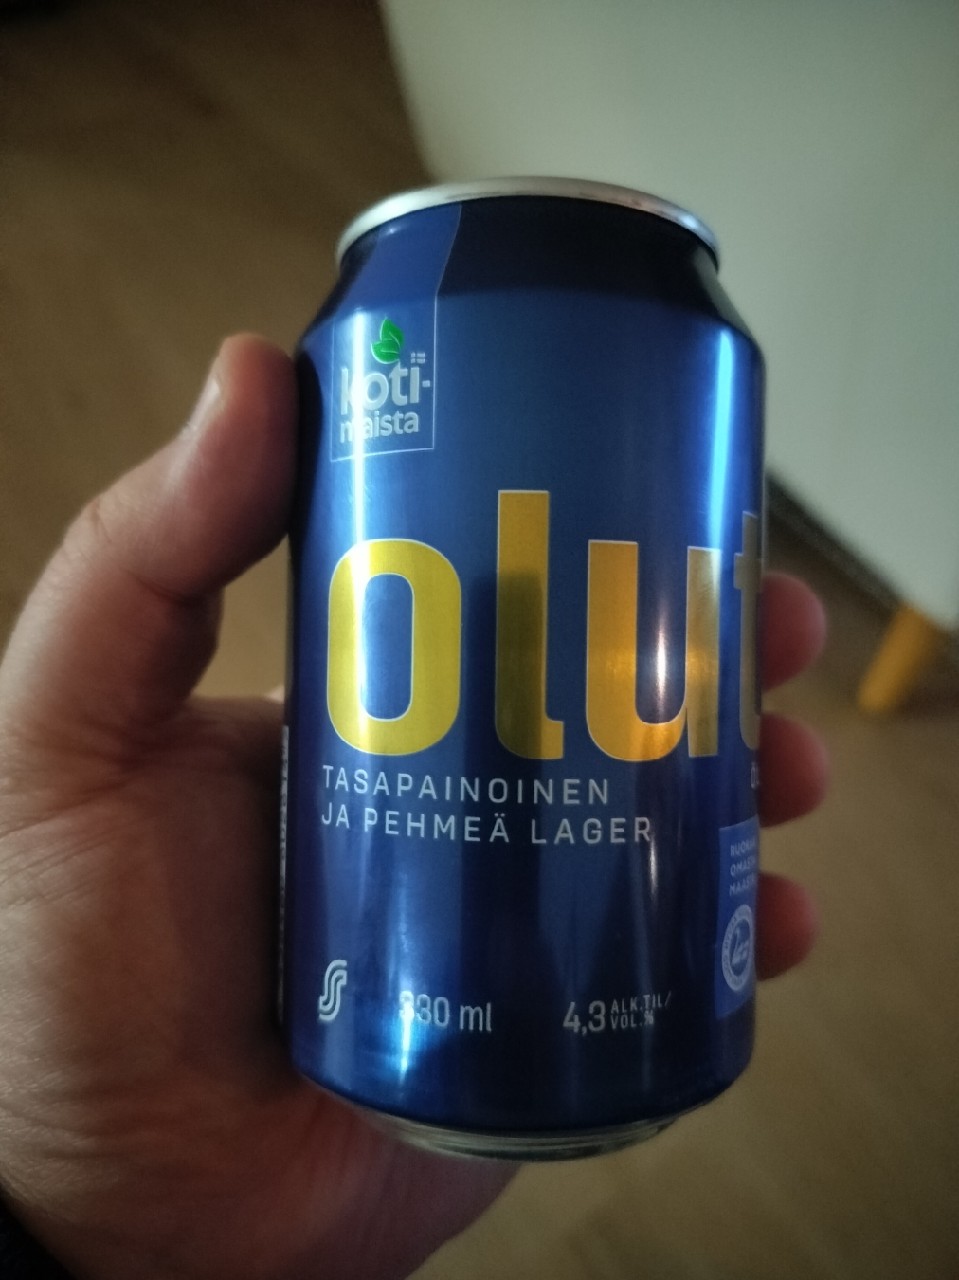 koti-
maista
olut
TASAPAINOINEN
JA PEHMEÄ LAGER
330 ml
4,3 ALK.TIL/
VOL.%